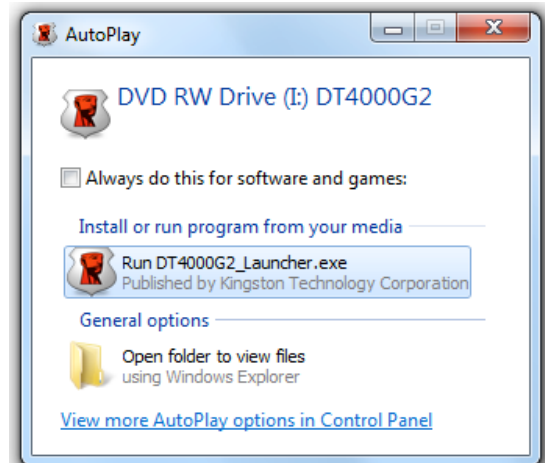 AutoPlay
DVD RW Drive (I:) DT4000G2
Always do this for software and games:
Install or run program from your media
Run DT4000G2_Launcher.exe
Published by Kingston Technology Corporation
General options
Open folder to view files
using Windows Explorer
View more AutoPlay options in Control Panel